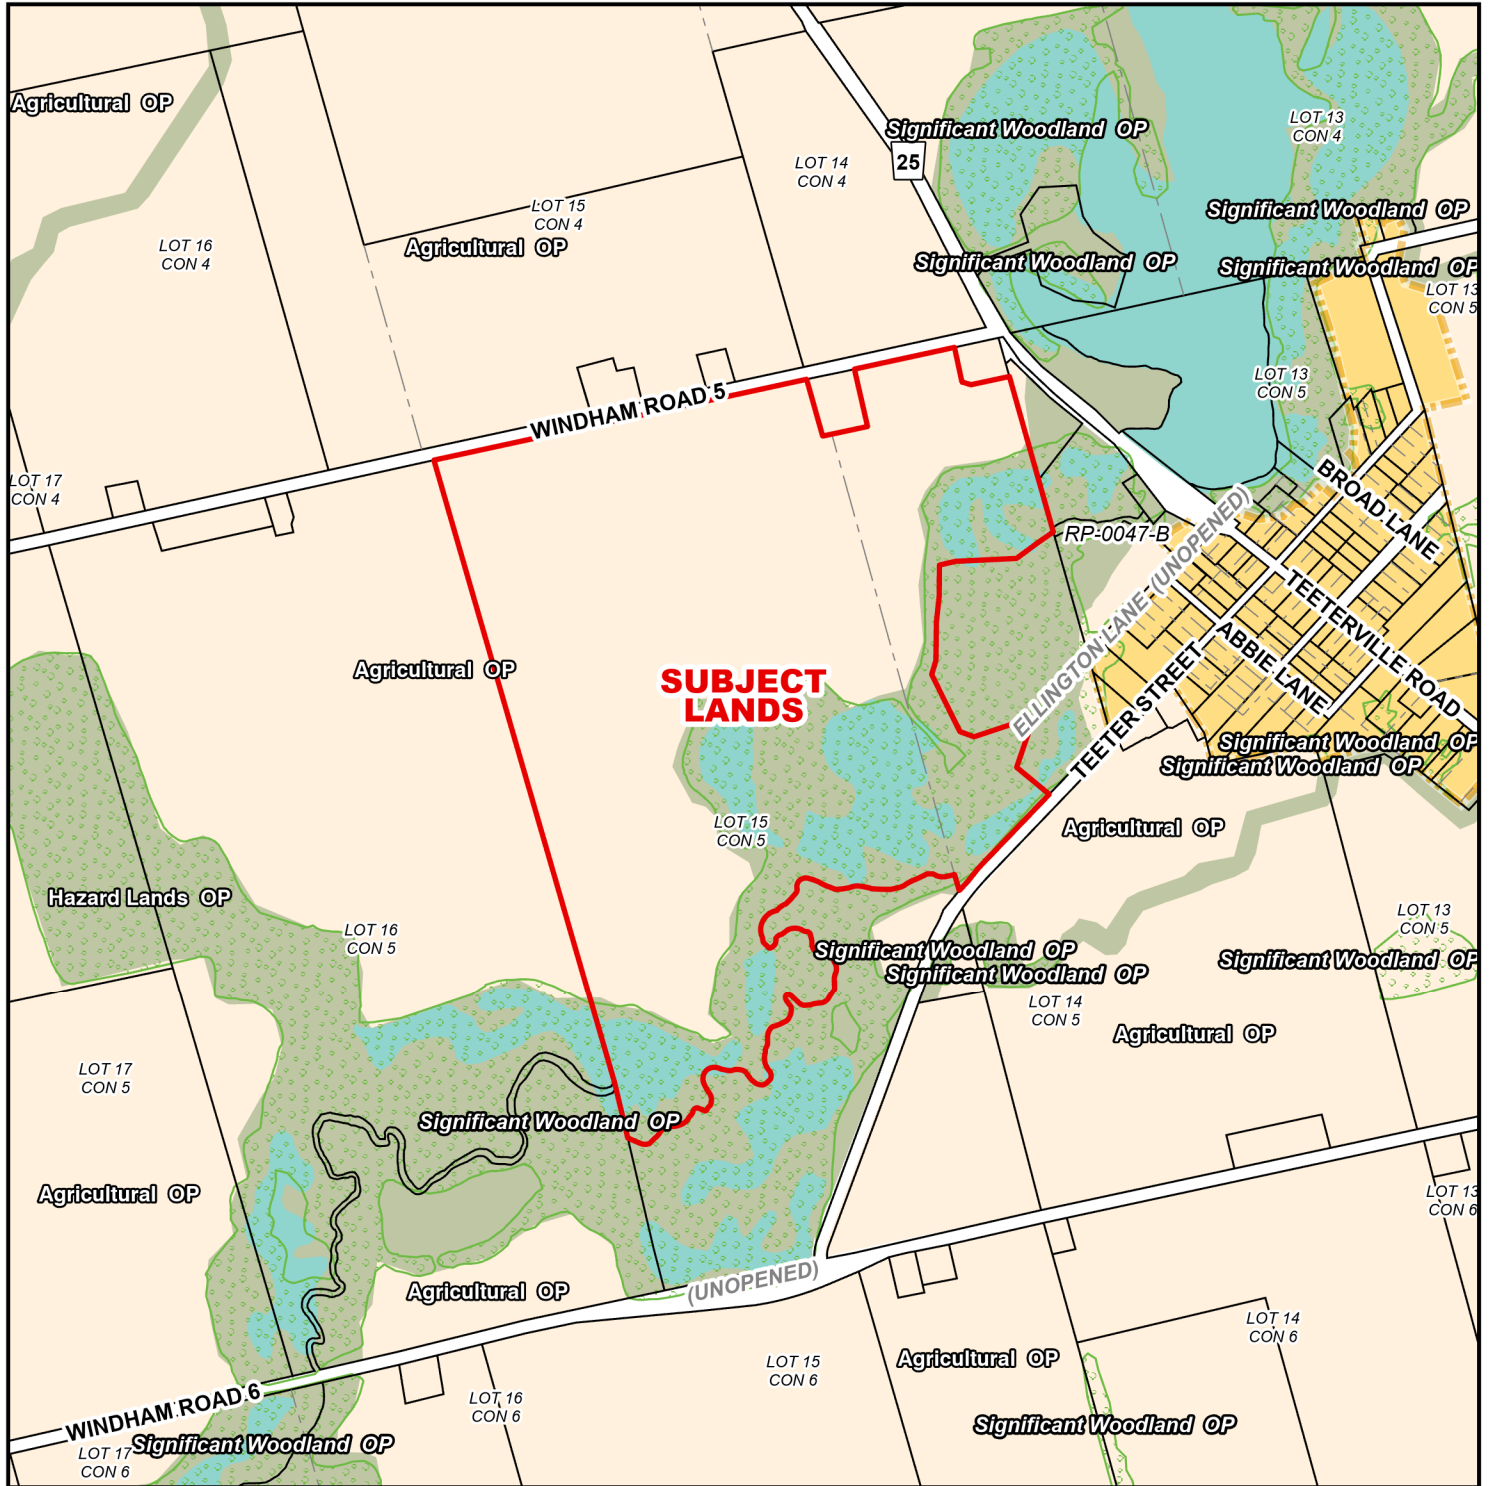 Agricultural OP
Significant Woodland OP
LOT 13
CON 4
25
LOT 14
CON 4
LOT 15
CON 4
Agricultural OP
LOT 16
CON 4
Significant Woodland OP
Significant Woodland OP
Significant Woodland OP
LOT 13
CON 5
LOT 13
CON 5
WINDHAM ROAD 5
LOT 17
CON 4
BROAD LANE
RP-0047-B
ELLINGTON LANE (UNOPENED)
TEETERVILLE ROAD
ABBIE LANE
TEETER STREET
Agricultural OP
SUBJECT
LANDS
Significant Woodland OP
Significant Woodland OP
LOT 15
CON 5
Agricultural OP
Hazard Lands OP
LOT 16
CON 5
LOT 13
CON 5
Significant Woodland OP
Significant Woodland OP
Significant Woodland OP
LOT 14
CON 5
Agricultural OP
LOT 17
CON 5
Significant Woodland OP
Agricultural OP
LOT 13
CON 6
Agricultural OP
(UNOPENED)
LOT 14
CON 6
Agricultural OP
LOT 15
CON 6
LOT 16
CON 6
WINDHAM ROAD 6
Significant Woodland OP
LOT 17
CON 6
Significant Woodland OP